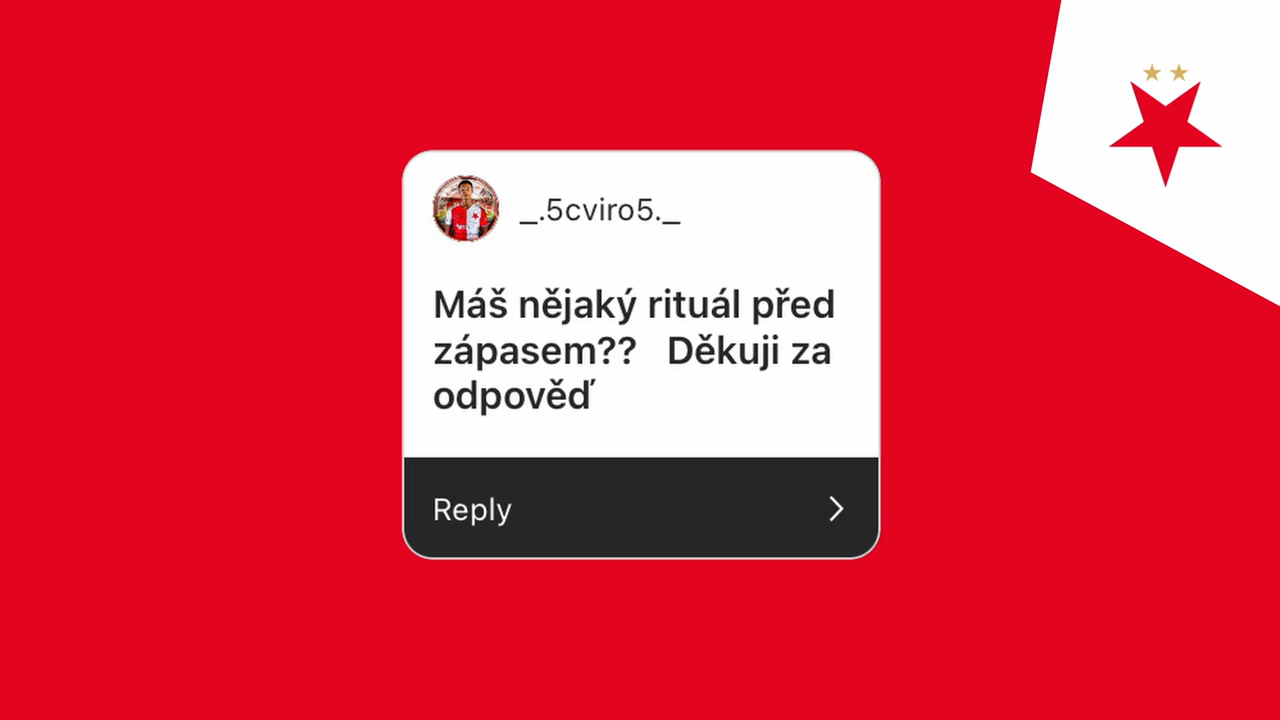 _.5cviro5._
Máš nějaký rituál před
zápasem??   Děkuji za
odpověď
Reply